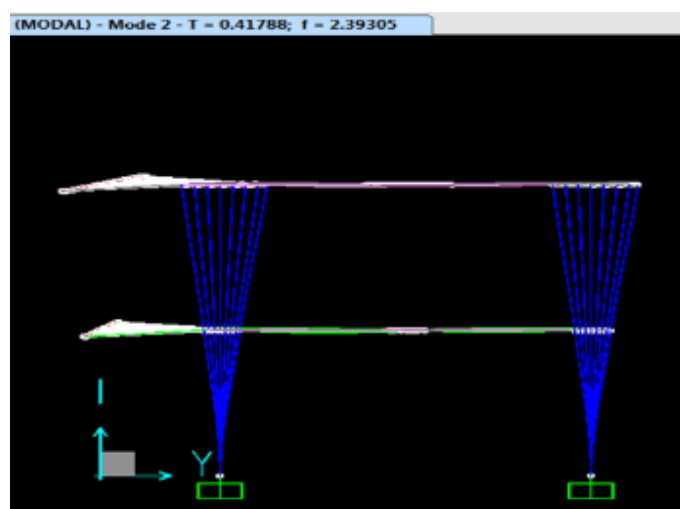 (MODAL) - Mode 2 - T = 0.41788; f = 2.39305
Y